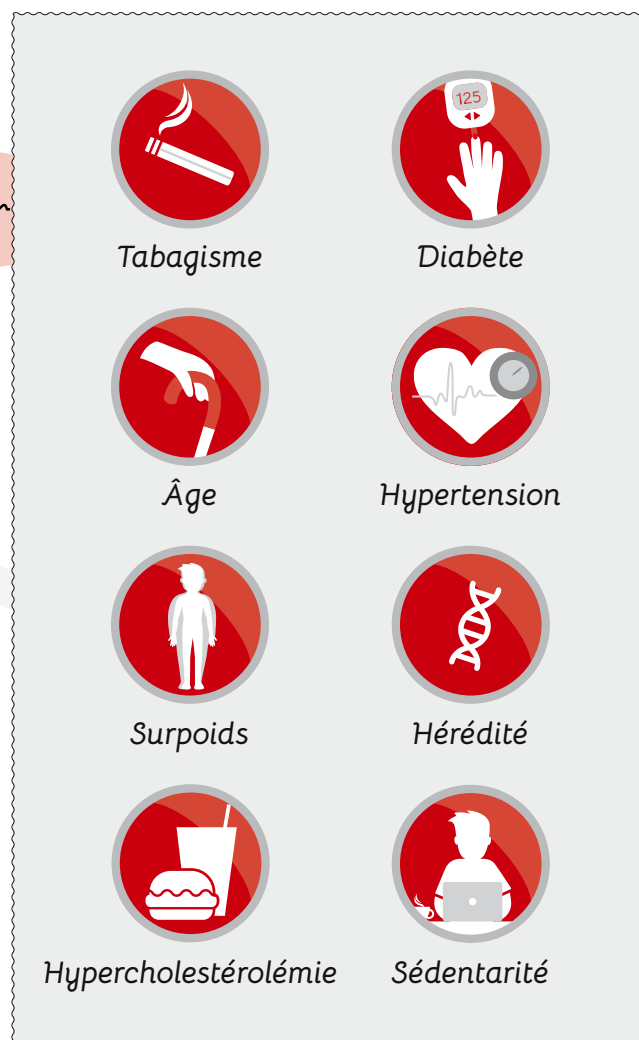 125
Tabagisme
Diabète
Âge
Hypertension
Surpoids
Hérédité
Hypercholestérolémie
Sédentarité